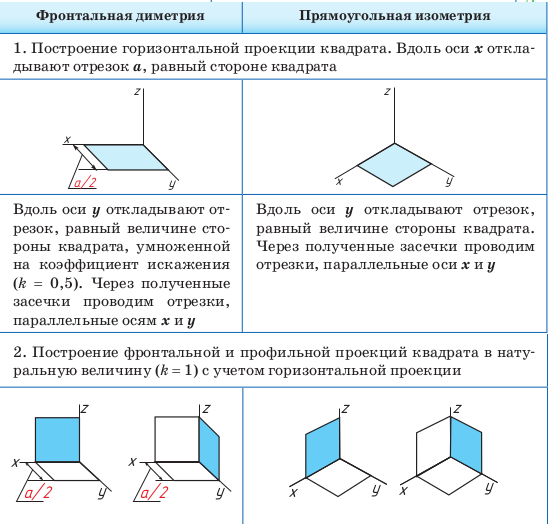 Фронтальная диметрия
Прямоугольная изометрия
1. Построение горизонтальной проекции квадрата. Вдоль оси x откла-
дывают отрезок a, равный стороне квадрата
z
x
a/2
y
z
x
y
Вдоль оси y откладывают от-
резок, равный величине сто-
роны квадрата, умноженной
на коэффициент искажения
(k = 0,5). Через полученные
засечки проводим отрезки,
параллельные осям x и y
Вдоль оси y откладывают отрезок,
равный величине стороны квадрата.
Через полученные засечки проводим
отрезки, параллельные оси x и y
2. Построение фронтальной и профильной проекций квадрата в нату-
ральную величину (k = 1) с учетом горизонтальной проекции
z
x
a/2
y
z
x
a/2
y
z
x
y
z
x
y